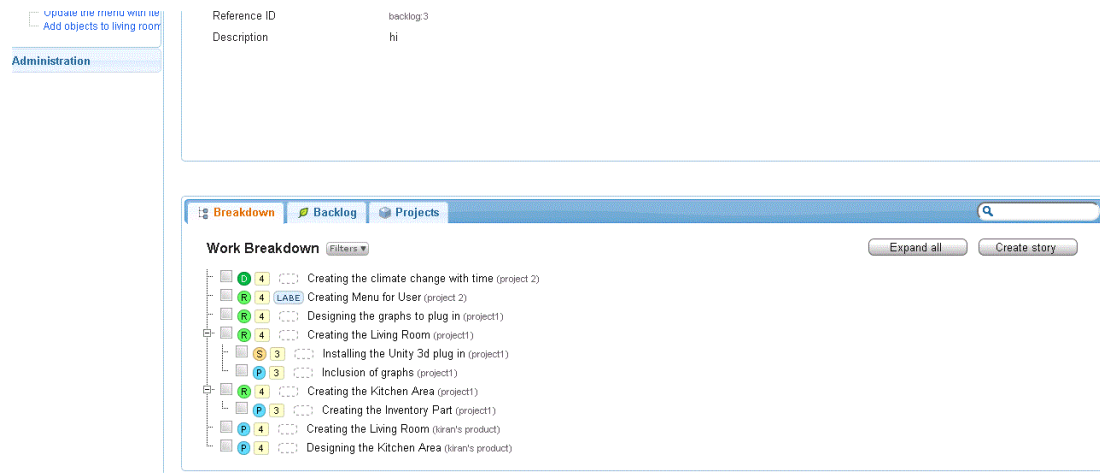 Update the menu with ite
Add objects to living room
Administration
Reference ID backlog:3
Description hi
Breakdown Backlog Projects
Work Breakdown Filters ▼ Expand all Create story
D 4 Creating the climate change with time (project 2)
R 4 LABE Creating Menu for User (project 2)
R 4 Designing the graphs to plug in (project1)
R 4 Creating the Living Room (project1)
S 3 Installing the Unity 3d plug in (project1)
P 3 Inclusion of graphs (project1)
R 4 Creating the Kitchen Area (project1)
P 3 Creating the Inventory Part (project1)
P 4 Creating the Living Room (kiran's product)
P 4 Designing the Kitchen Area (kiran's product)